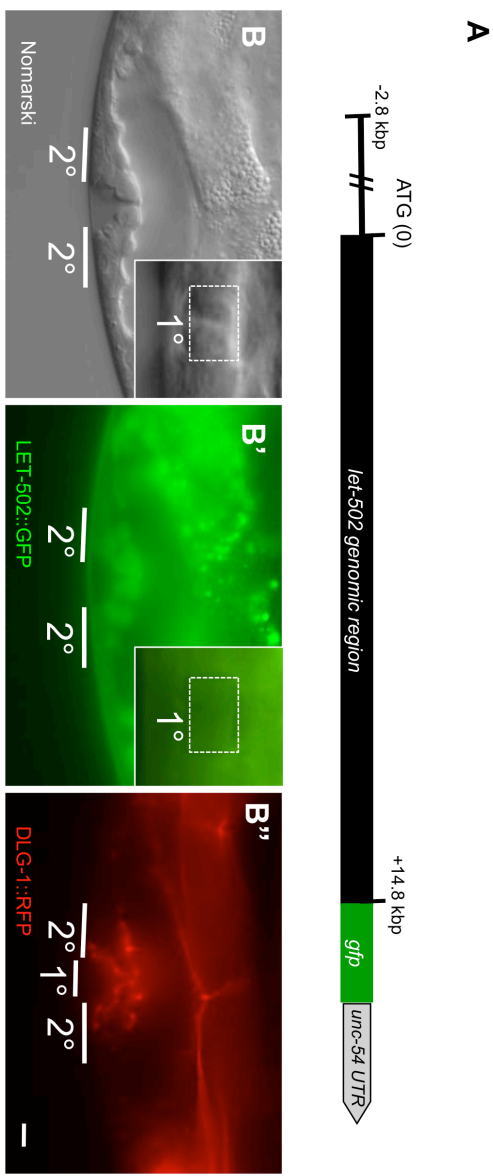 A
-2.8 kbp
ATG (0)
+14.8 kbp
let-502 genomic region
gfp
unc-54 UTR
B
1°
2°
2°
Nomarski
B'
1°
2°
2°
LET-502::GFP
B"
2°
1°
2°
DLG-1::RFP